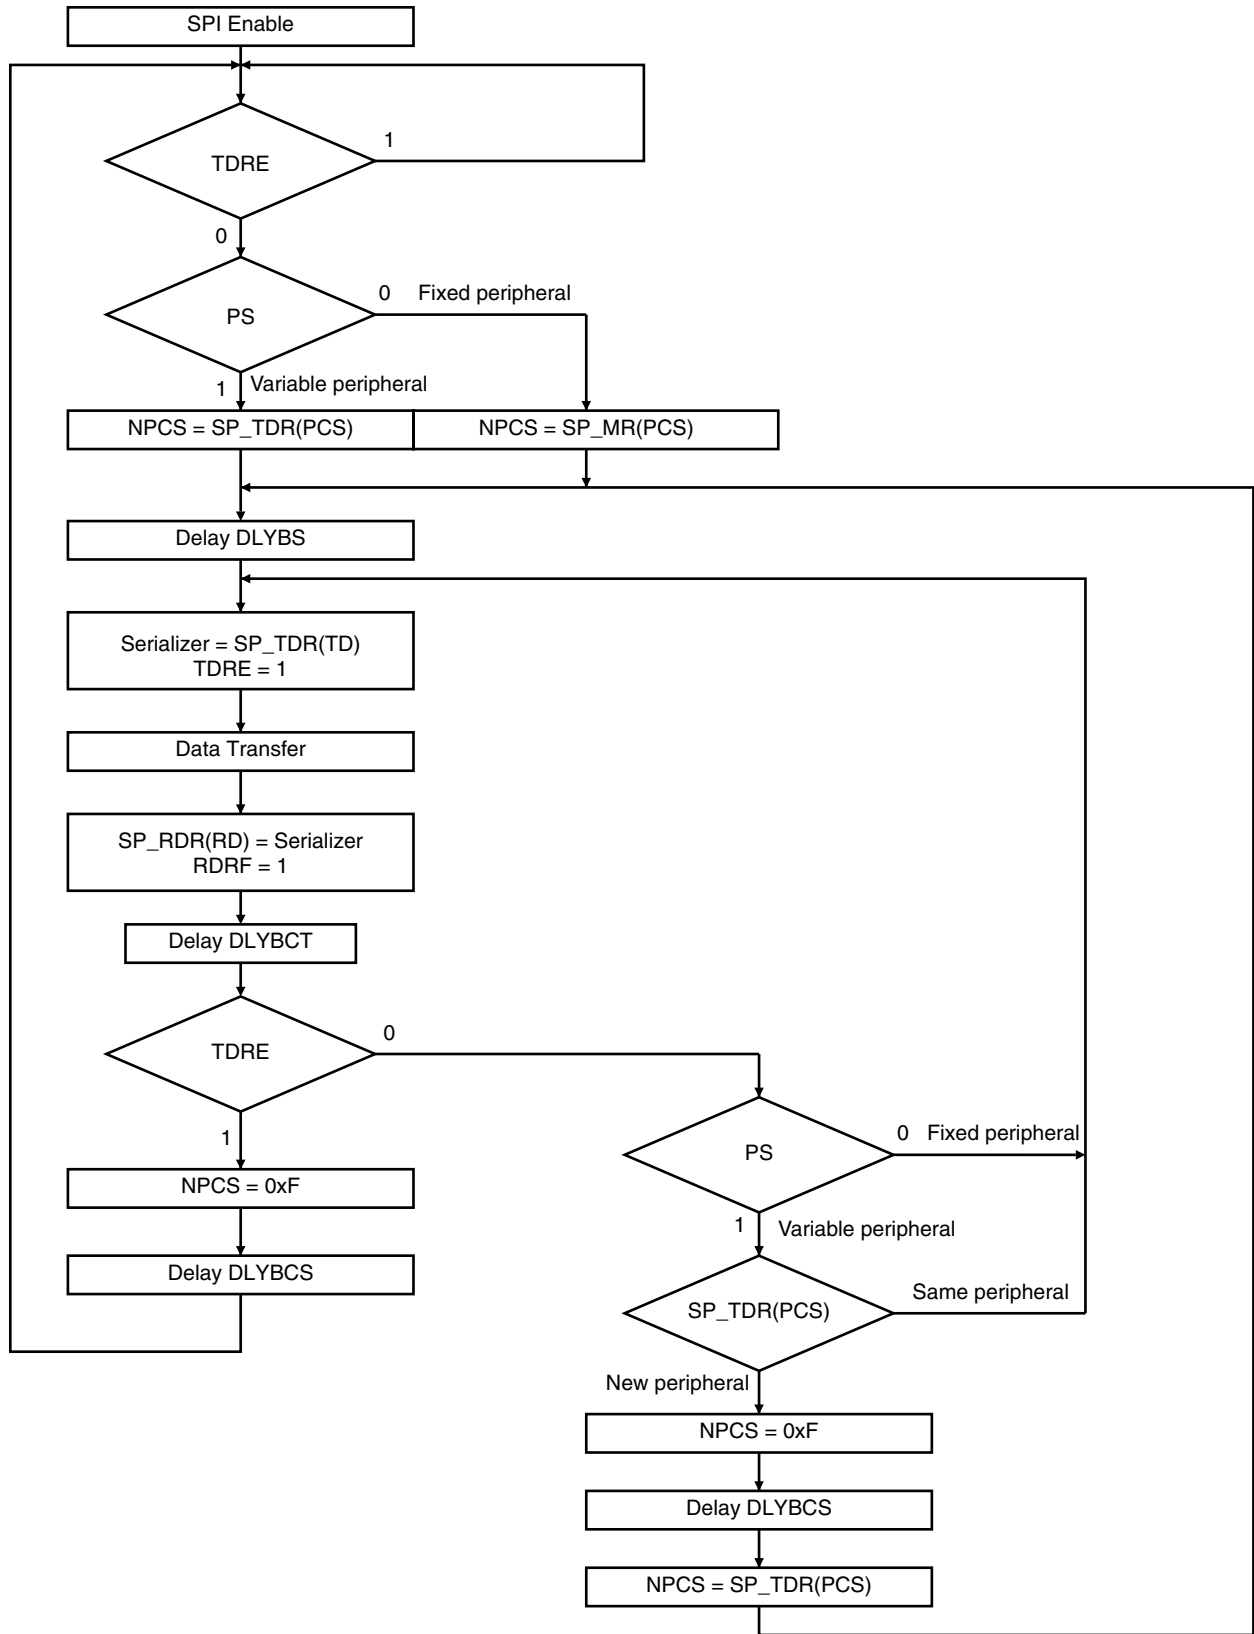 SPI Enable
1
TDRE
0
0 Fixed peripheral
PS
1 Variable peripheral
NPCS = SP_TDR(PCS)
NPCS = SP_MR(PCS)
Delay DLYBS
Serializer = SP_TDR(TD)
TDRE = 1
Data Transfer
SP_RDR(RD) = Serializer
RDRF = 1
Delay DLYBCT
0
TDRE
1
NPCS = 0xF
Delay DLYBCS
0 Fixed peripheral
PS
1 Variable peripheral
Same peripheral
SP_TDR(PCS)
New peripheral
NPCS = 0xF
Delay DLYBCS
NPCS = SP_TDR(PCS)